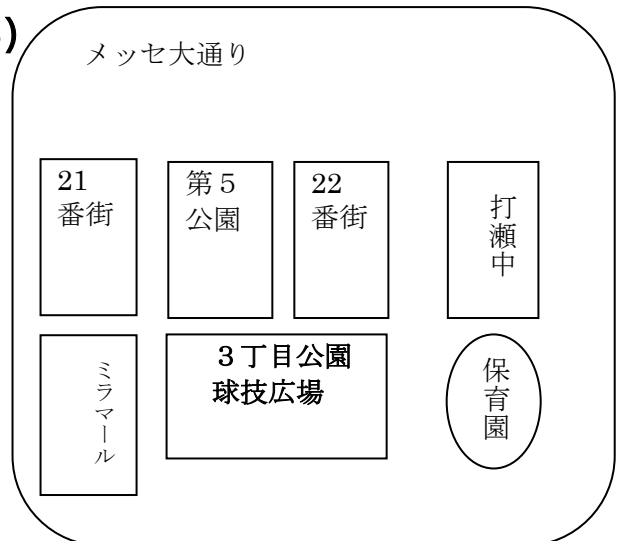 )
メッセ大通り
21
番街
第５
公園
22
番街
打瀬中
ミラマール
３丁目公園
球技広場
保育園